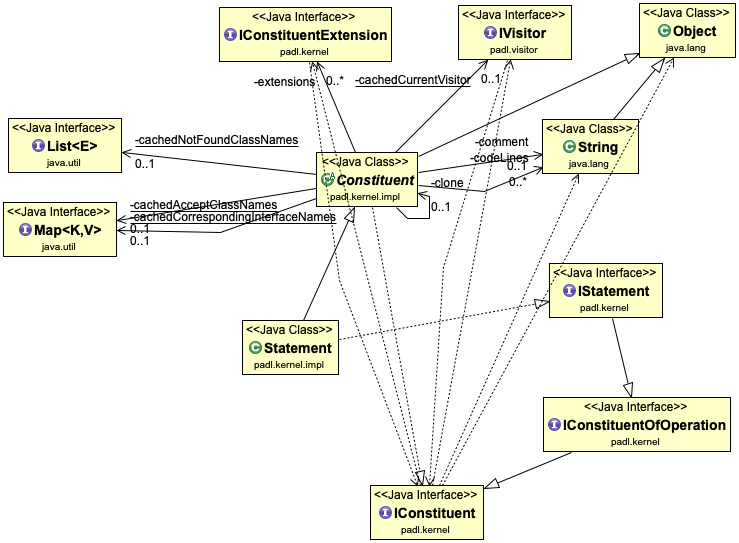 <<Java Interface>>
IConstituentExtension
padl.kernel
<<Java Interface>>
IVisitor
padl.visitor
<<Java Class>>
Object
java.lang
-extensions
0..*
-cachedCurrentVisitor
0..1
<<Java Interface>>
List<E>
java.util
-cachedNotFoundClassNames
0..1
<<Java Class>>
Constituent
padl.kernel.impl
-comment
0..1
-codeLines
0..*
-clone
0..1
<<Java Class>>
String
java.lang
<<Java Interface>>
Map<K,V>
java.util
-cachedAcceptClassNames
0..1
-cachedCorrespondingInterfaceNames
0..1
<<Java Interface>>
IStatement
padl.kernel
<<Java Class>>
Statement
padl.kernel.impl
<<Java Interface>>
IConstituentOfOperation
padl.kernel
<<Java Interface>>
IConstituent
padl.kernel